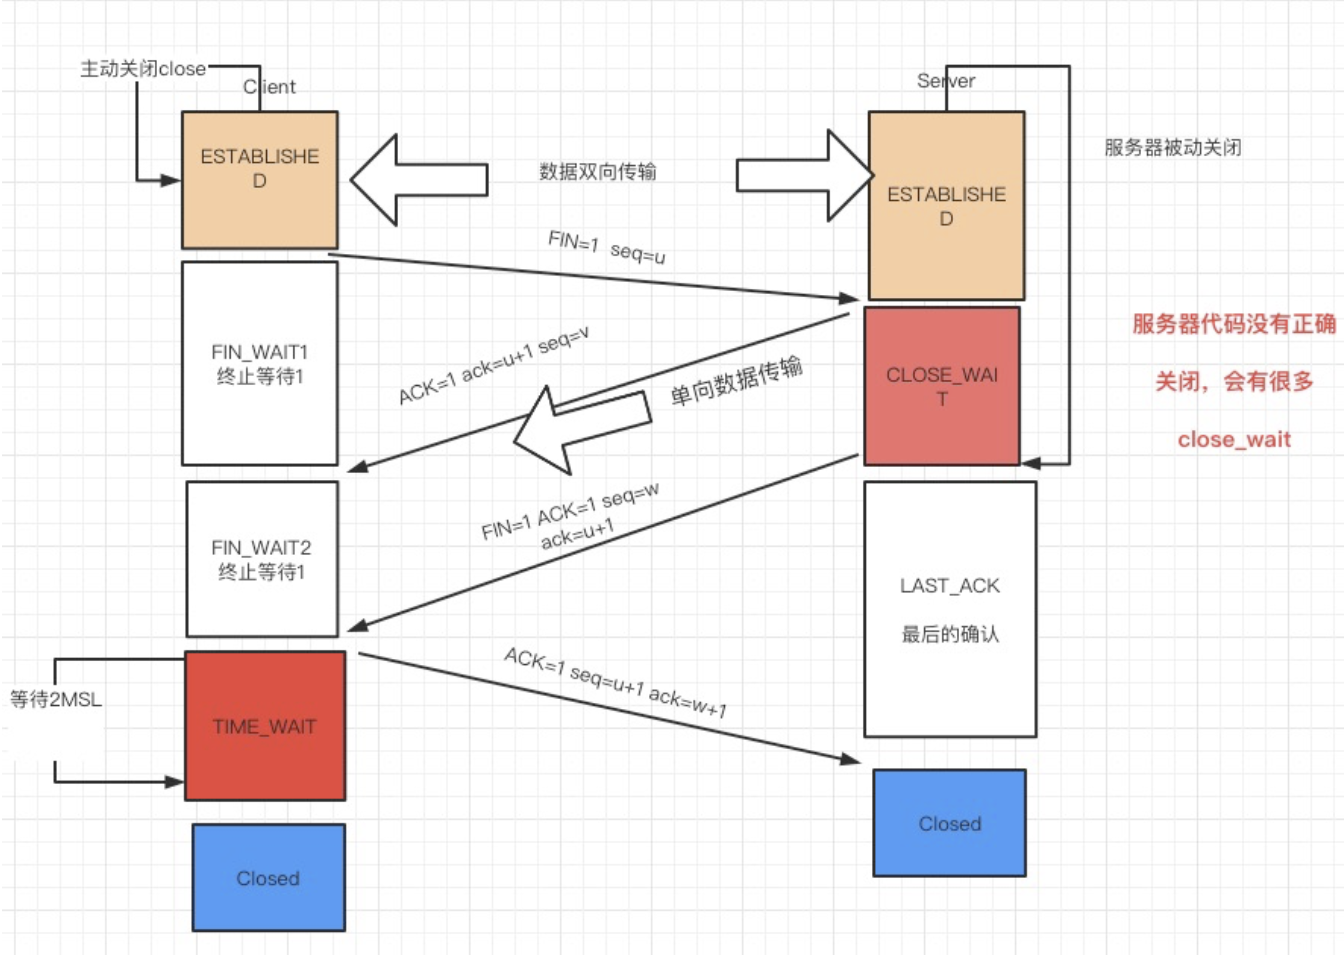 主动关闭close
Client
Server
ESTABLISHE
D
数据双向传输
ESTABLISHE
D
服务器被动关闭
FIN=1 seq=u
FIN_WAIT1
终止等待1
ACK=1 ack=u+1 seq=v
单向数据传输
CLOSE_WAI
T
服务器代码没有正确
关闭，会有很多
close_wait
FIN_WAIT2
终止等待1
FIN=1 ACK=1 seq=w
ack=u+1
LAST_ACK
最后的确认
等待2MSL
TIME_WAIT
ACK=1 seq=u+1 ack=w+1
Closed
Closed